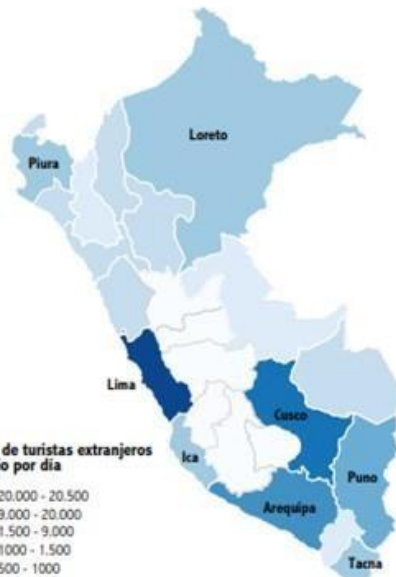 Loreto
Piura
Lima
Cusco
de turistas extranjeros
por día
Ica
Puno
20.000 - 20.500
9.000 - 20.000
Arequipa
1.500 - 9.000
1000 - 1.500
500 - 1000
Tacna